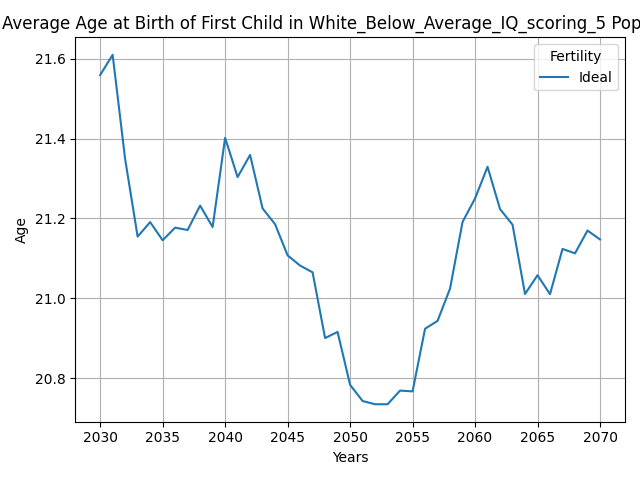 Average Age at Birth of First Child in White_Below_Average_IQ_scoring_5 Pop
Fertility
Ideal
Age
21.6
21.4
21.2
21.0
20.8
2030 2035 2040 2045 2050 2055 2060 2065 2070
Years